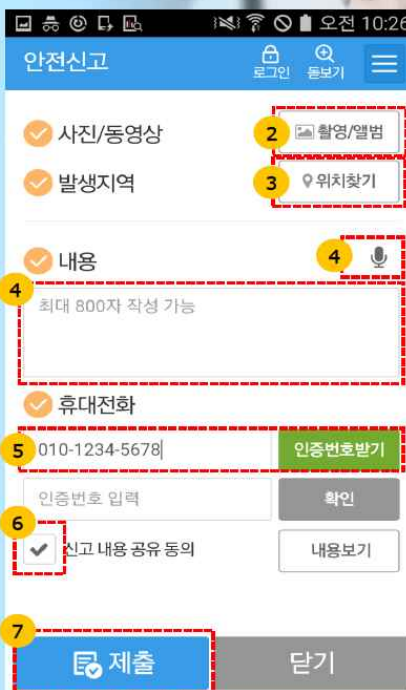 오전 10:26
안전신고
로그인
돋보기
사진/동영상
2
촬영/앨범
발생지역
3
위치찾기
내용
4
4
최대 800자 작성 가능
휴대전화
5
010-1234-5678
인증번호받기
인증번호 입력
확인
6
신고 내용 공유 동의
내용보기
7
제출
닫기